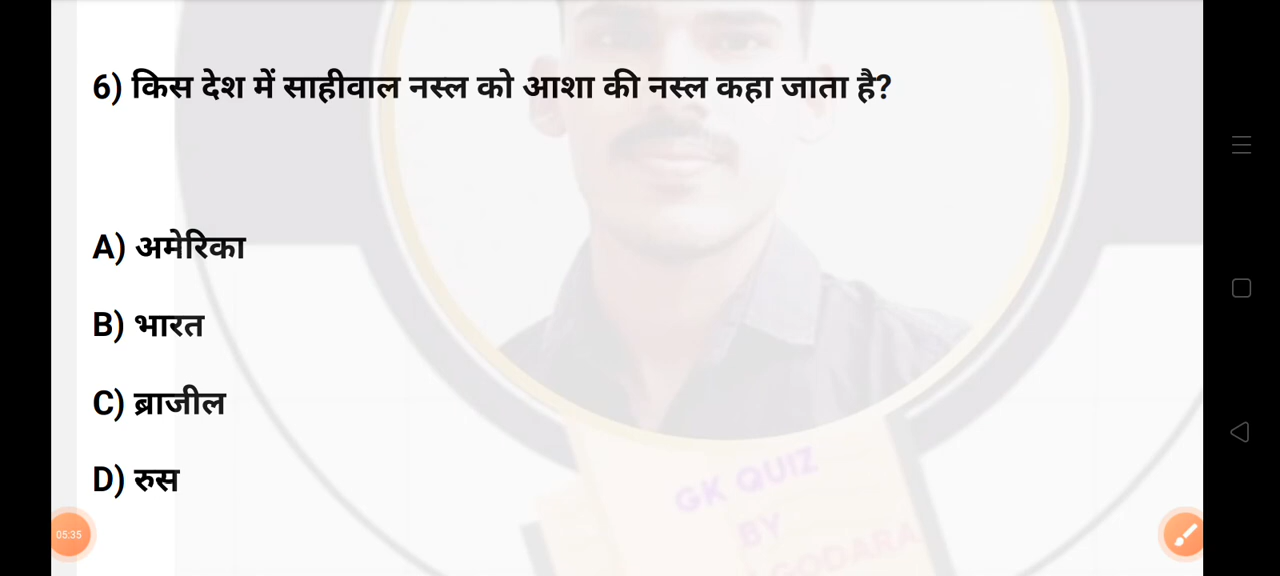 6) किस देश में साहीवाल नस्ल को आशा की नस्ल कहा जाता है?
A) अमेरिका
B) भारत
C) ब्राजील
D) रुस
GK QUIZ
BY
GODARA
05:35